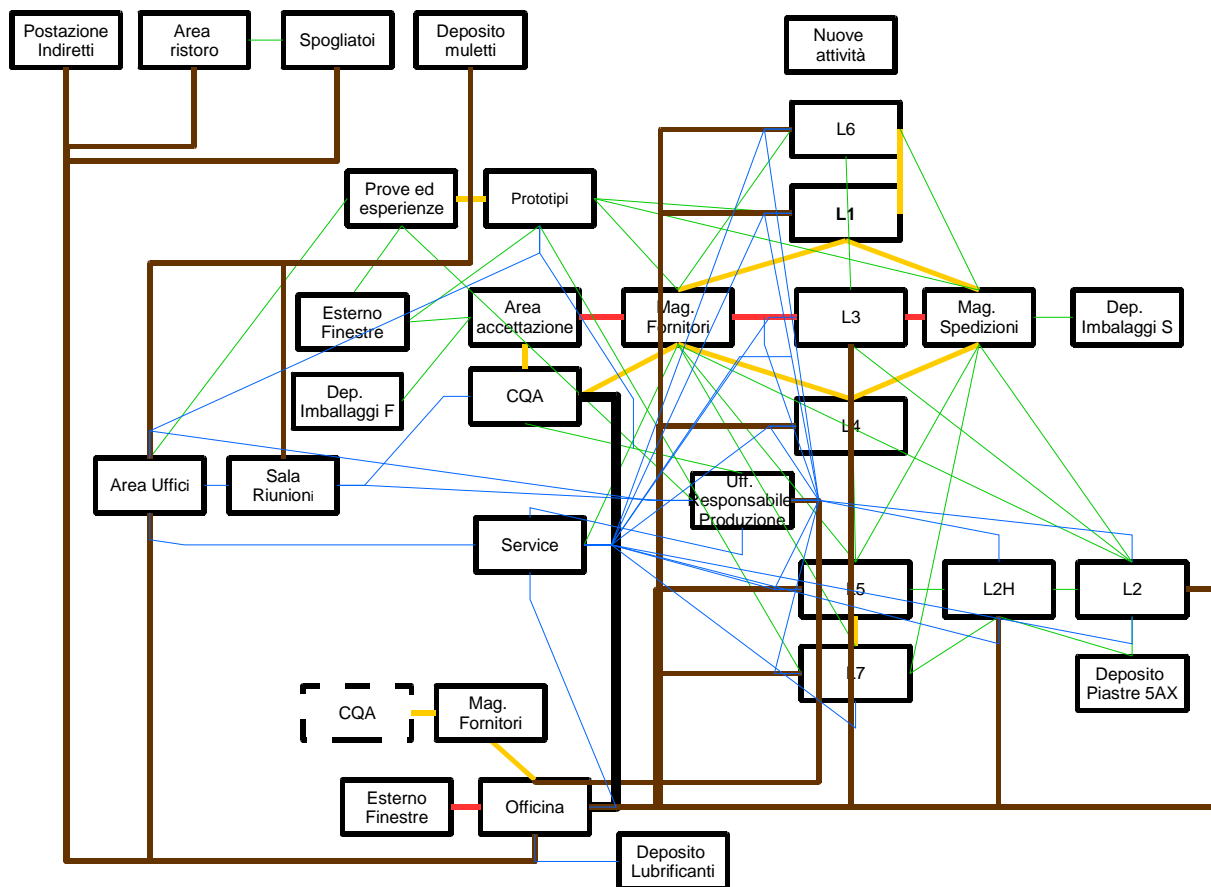 Postazione
Indiretti
Area
ristoro
Spogliatoi
Deposito
muletti
Nuove
attività
L6
Prove ed
esperienze
Prototipi
L1
Esterno
Finestre
Area
accettazione
Mag.
Fornitori
L3
Mag.
Spedizioni
Dep.
Imbalaggi S
Dep.
Imballaggi F
CQA
L4
Area Uffici
Sala
Riunioni
Uff.
Responsabile
Produzione
Service
L5
L2H
L2
L7
Deposito
Piastre 5AX
CQA
Mag.
Fornitori
Esterno
Finestre
Officina
Deposito
Lubrificanti